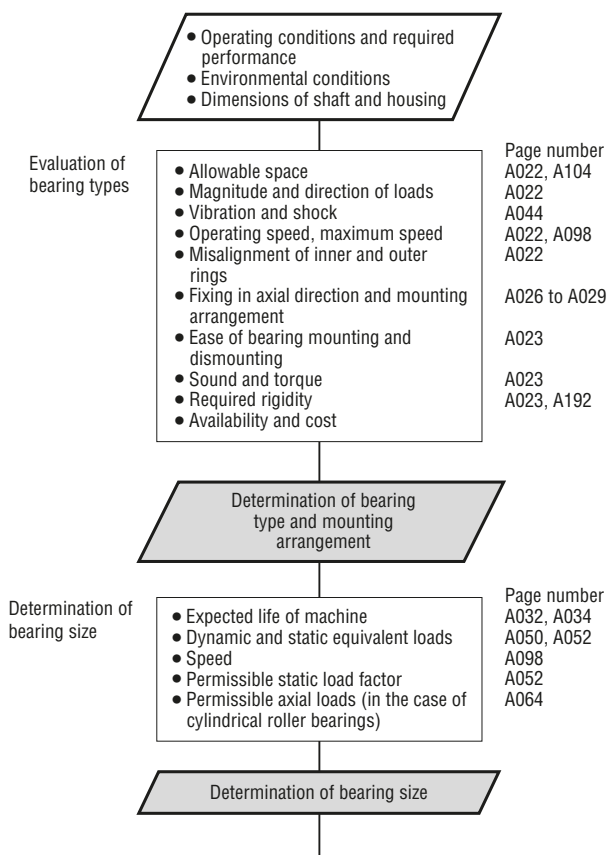 ● Operating conditions and required
performance
● Environmental conditions
● Dimensions of shaft and housing
Evaluation of
bearing types
Page number
● Allowable space A022, A104
● Magnitude and direction of loads A022
● Vibration and shock A044
● Operating speed, maximum speed A022, A098
● Misalignment of inner and outer A022
rings
● Fixing in axial direction and mounting A026 to A029
arrangement
● Ease of bearing mounting and A023
dismounting
● Sound and torque A023
● Required rigidity A023, A192
● Availability and cost
Determination of bearing
type and mounting
arrangement
Determination of
bearing size
Page number
● Expected life of machine A032, A034
● Dynamic and static equivalent loads A050, A052
● Speed A098
● Permissible static load factor A052
● Permissible axial loads (in the case of A064
cylindrical roller bearings)
Determination of bearing size